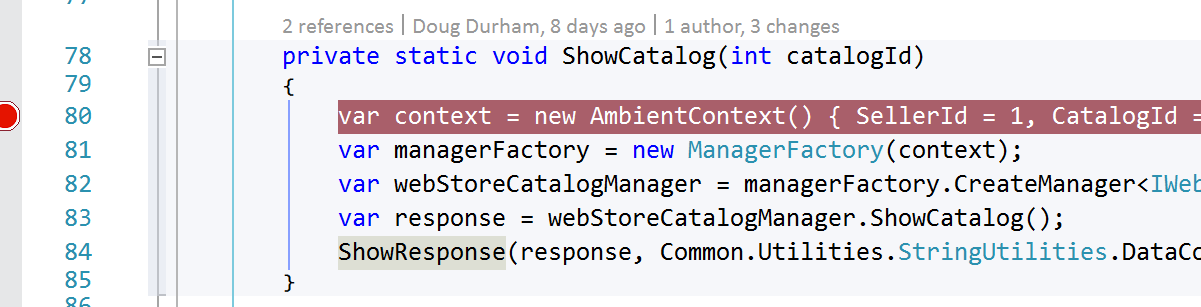 2 references | Doug Durham, 8 days ago | 1 author, 3 changes
78 private static void ShowCatalog(int catalogId)
79 {
80 var context = new AmbientContext() { SellerId = 1, CatalogId =
81 var managerFactory = new ManagerFactory(context);
82 var webStoreCatalogManager = managerFactory.CreateManager<IWeb
83 var response = webStoreCatalogManager.ShowCatalog();
84 ShowResponse(response, Common.Utilities.StringUtilities.DataCo
85 }
86